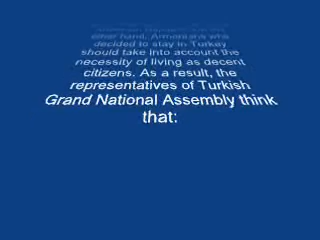 other hand, Armenians who
decided to stay in Turkey
should take into account the
necessity of living as decent
citizens. As a result, the
representatives of Turkish
Grand National Assembly think
that: